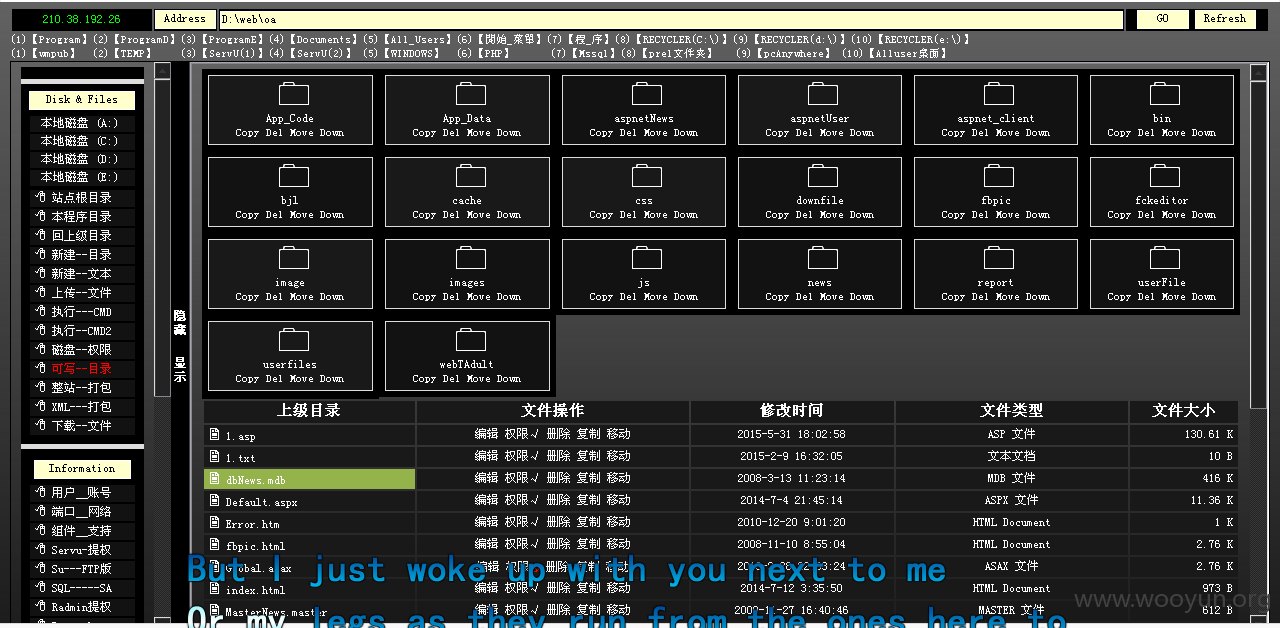 210.38.192.26 Address D:\web\oa GO Refresh
(1)【Program】(2)【ProgramD】(3)【ProgramE】(4)【Documents】(5)【All_Users】(6)【開始_菜單】(7)【程_序】(8)【RECYCLER(C:\)】(9)【RECYCLER(d:\)】(10)【RECYCLER(e:\)】
(1)【wmpub】 (2)【TEMP】 (3)【ServU(1)】(4)【ServU(2)】 (5)【WINDOWS】 (6)【PHP】 (7)【Mssql】(8)【prel文件夹】 (9)【pcAnywhere】 (10)【Alluser桌面】
Disk & Files
本地磁盘 (A:)
本地磁盘 (C:)
本地磁盘 (D:)
本地磁盘 (E:)
站点根目录
本程序目录
回上级目录
新建--目录
新建--文本
上传--文件
执行---CMD
执行--CMD2
磁盘--权限
可写--目录
整站--打包
XML---打包
下载--文件
Information
用户__账号
端口__网络
组件__支持
Servu-提权
Su---FTP版
SQL-----SA
Radmin提权
隐藏 显示
App_Code App_Data aspnetNews aspnetUser aspnet_client bin
Copy Del Move Down Copy Del Move Down Copy Del Move Down Copy Del Move Down Copy Del Move Down Copy Del Move Down
bjl cache css downfile fbpic fckeditor
Copy Del Move Down Copy Del Move Down Copy Del Move Down Copy Del Move Down Copy Del Move Down Copy Del Move Down
image images js news report userFile
Copy Del Move Down Copy Del Move Down Copy Del Move Down Copy Del Move Down Copy Del Move Down Copy Del Move Down
userfiles webTAdult
Copy Del Move Down Copy Del Move Down
上级目录 文件操作 修改时间 文件类型 文件大小
1.asp 编辑 权限√ 删除 复制 移动 2015-5-31 18:02:58 ASP 文件 130.61 K
1.txt 编辑 权限√ 删除 复制 移动 2015-2-9 16:32:05 文本文档 10 B
dbNews.mdb 编辑 权限√ 删除 复制 移动 2008-3-13 11:23:14 MDB 文件 416 K
Default.aspx 编辑 权限√ 删除 复制 移动 2014-7-4 21:45:14 ASPX 文件 11.36 K
Error.htm 编辑 权限√ 删除 复制 移动 2010-12-20 9:01:20 HTML Document 1 K
fbpic.html 编辑 权限√ 删除 复制 移动 2008-11-10 8:55:04 HTML Document 2.76 K
Global.asax 编辑 权限√ 删除 复制 移动 ASAX 文件 2.76 K
But I just woke up with you next to me
index.html 编辑 权限√ 删除 复制 移动 2014-7-12 3:35:50 HTML Document 973 B
MasterNews.master 编辑 权限√ 删除 复制 移动 2009-11-27 16:40:46 MASTER 文件 612 B
Or my legs as they run from the ones here to
www.wooyun.org